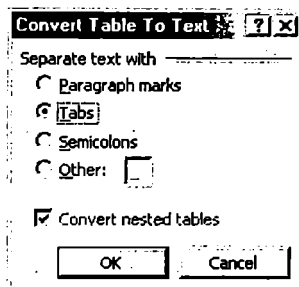 Convert Table To Text ? ×
Separate text with
Paragraph marks
Tabs
Semicolons
Other:
Convert nested tables
OK Cancel